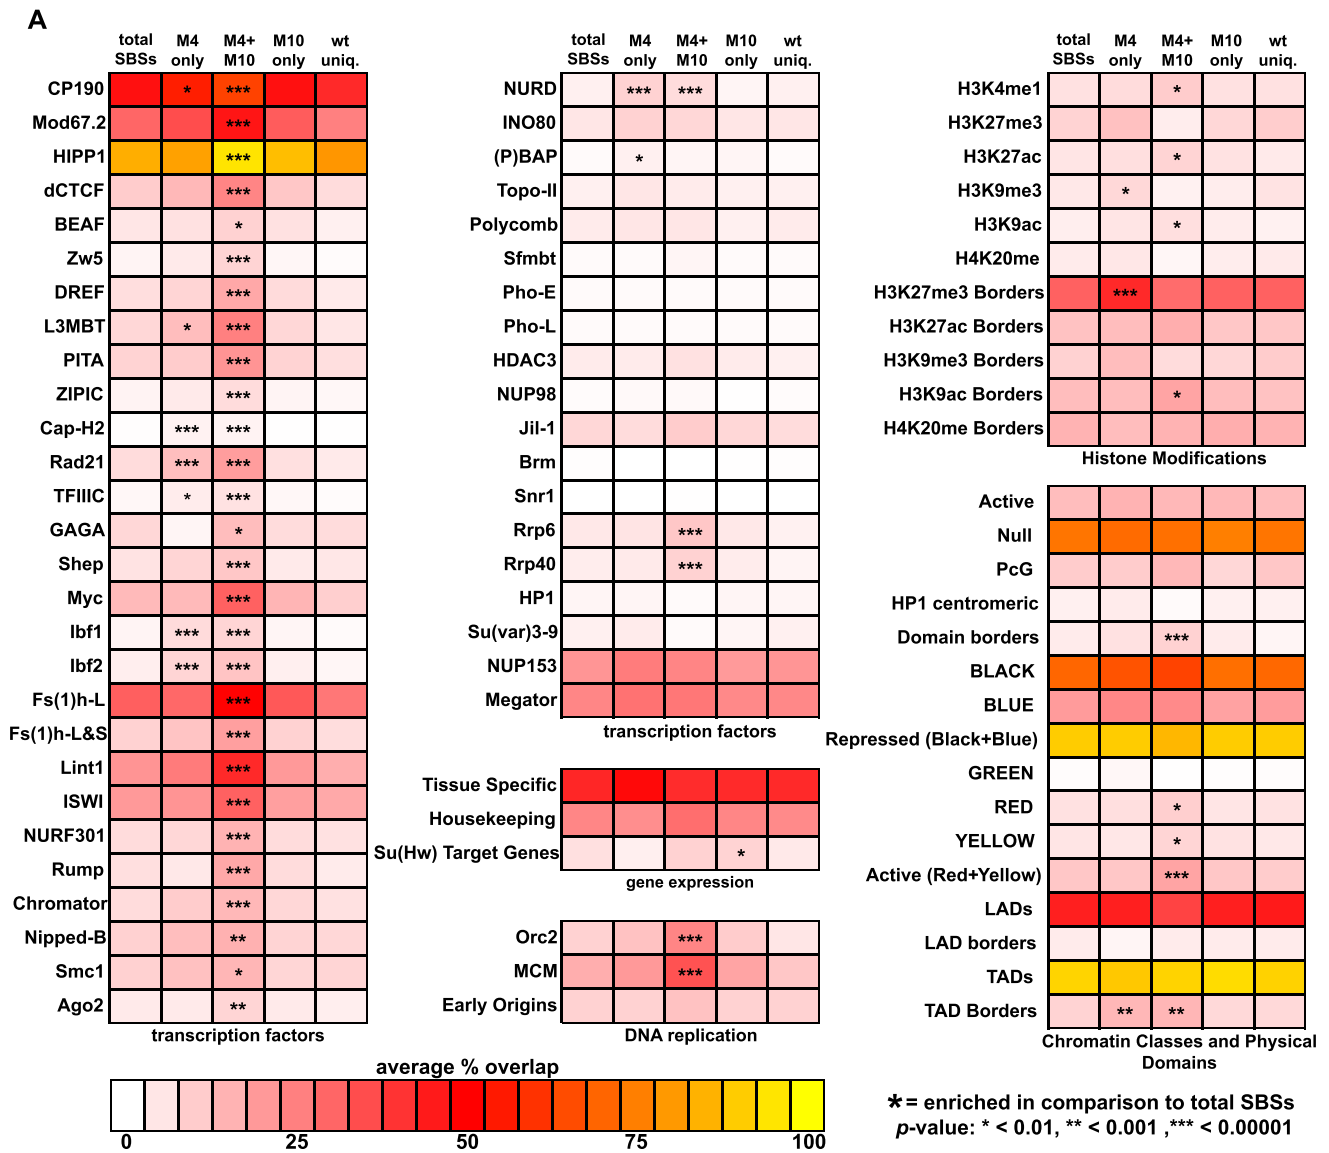 A
total M4 M4+ M10 wt
SBSs only M10 only uniq.
CP190 * ***
Mod67.2 ***
HIPP1 ***
dCTCF ***
BEAF *
Zw5 ***
DREF ***
L3MBT * ***
PITA ***
ZIPIC ***
Cap-H2 *** ***
Rad21 *** ***
TFIIIC * ***
GAGA *
Shep ***
Myc ***
Ibf1 *** ***
Ibf2 *** ***
Fs(1)h-L ***
Fs(1)h-L&S ***
Lint1 ***
ISWI ***
NURF301 ***
Rump ***
Chromator ***
Nipped-B **
Smc1 *
Ago2 **
transcription factors
total M4 M4+ M10 wt
SBSs only M10 only uniq.
NURD *** ***
INO80
(P)BAP *
Topo-II
Polycomb
Sfmbt
Pho-E
Pho-L
HDAC3
NUP98
Jil-1
Brm
Snr1
Rrp6 ***
Rrp40 ***
HP1
Su(var)3-9
NUP153
Megator
transcription factors
Tissue Specific
Housekeeping
Su(Hw) Target Genes *
gene expression
Orc2 ***
MCM ***
Early Origins
DNA replication
total M4 M4+ M10 wt
SBSs only M10 only uniq.
H3K4me1 *
H3K27me3
H3K27ac *
H3K9me3 *
H3K9ac *
H4K20me
H3K27me3 Borders ***
H3K27ac Borders
H3K9me3 Borders
H3K9ac Borders *
H4K20me Borders
Histone Modifications
Active
Null
PcG
HP1 centromeric
Domain borders ***
BLACK
BLUE
Repressed (Black+Blue)
GREEN
RED *
YELLOW *
Active (Red+Yellow) ***
LADs
LAD borders
TADs
TAD Borders ** **
Chromatin Classes and Physical
Domains
average % overlap
0 25 50 75 100
*= enriched in comparison to total SBSs
p-value: * < 0.01, ** < 0.001 ,*** < 0.00001